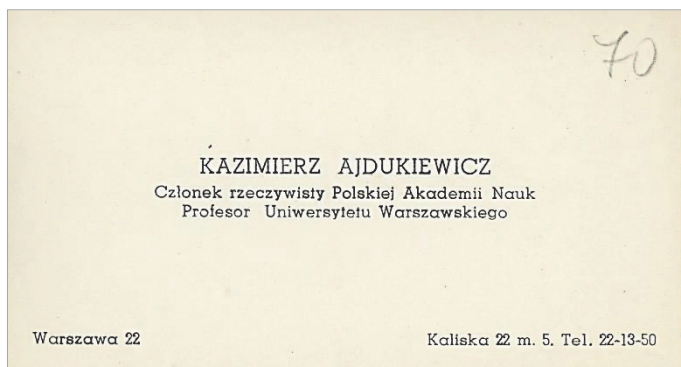 70
KAZIMIERZ AJDUKIEWICZ
Członek rzeczywisty Polskiej Akademii Nauk
Profesor Uniwersytetu Warszawskiego
Warszawa 22
Kaliska 22 m. 5. Tel. 22-13-50